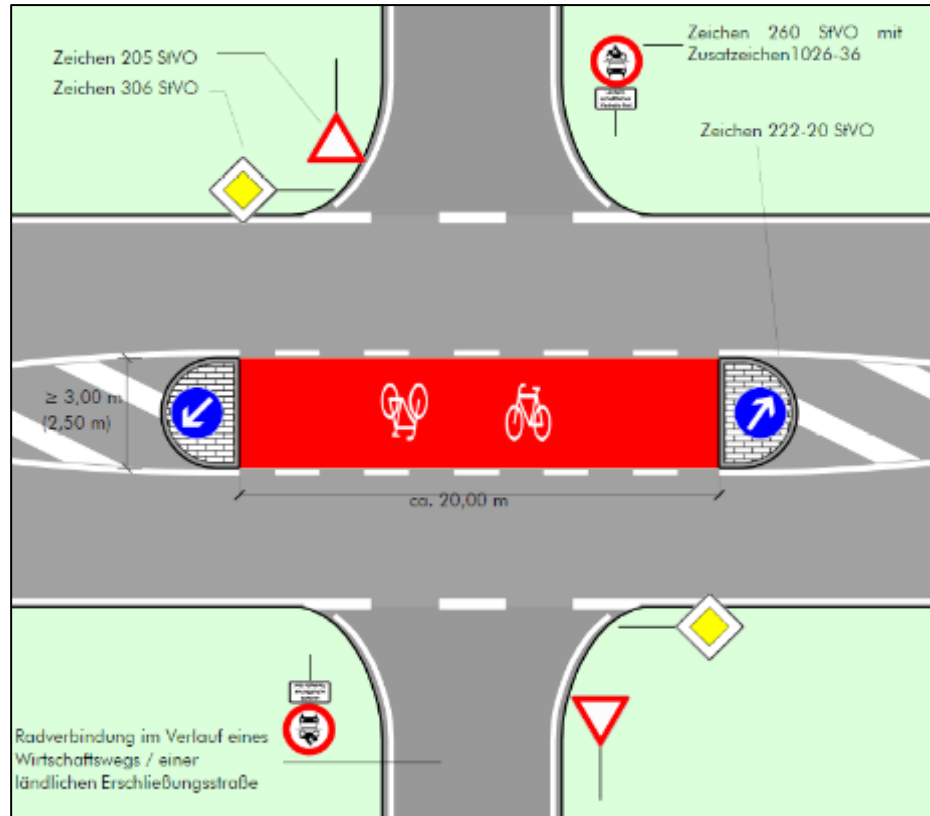 Zeichen 205 StVO
Zeichen 306 StVO
Zeichen 260 StVO mit
Zusatzeichen1026-36
Zeichen 222-20 StVO
≥ 3,00 m
(2,50 m)
ca. 20,00 m
Radverbindung im Verlauf eines
Wirtschaftswegs / einer
ländlichen Erschließungsstraße